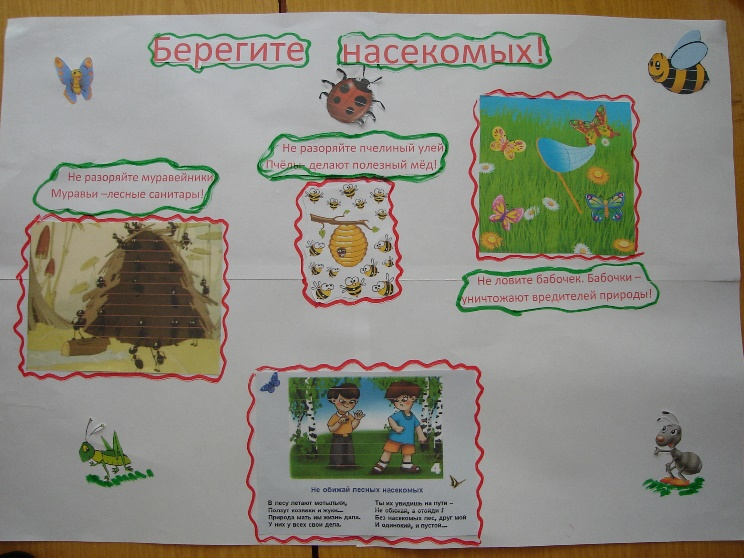 Берегите насекомых!
Не разоряйте пчелиный улей
Пчёлы- делают полезный мёд!
Не разоряйте муравейники
Муравьи –лесные санитары!
Не ловите бабочек. Бабочки –
уничтожают вредителей природы!
4
Не обижай лесных насекомых
В лесу летают мотыльки,
Ползут козявки и жуки...
Природа мать им жизнь дала.
У них у всех свои дела.
Ты их увидишь на пути –
Не обижай, а отойди !
Без насекомых лес, друг мой
И одинокий, и пустой...